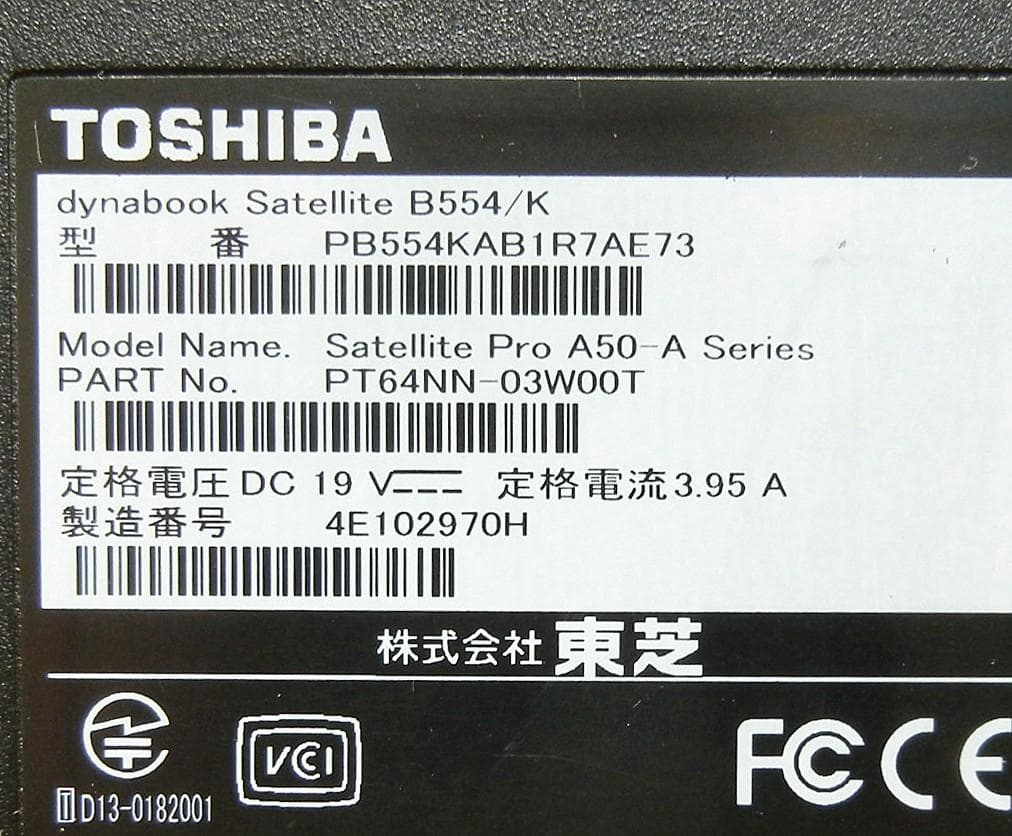 TOSHIBA
dynabook Satellite B554/K
型 番 PB554KAB1R7AE73
Model Name. Satellite Pro A50-A Series
PART No. PT64NN-03W00T
定格電圧 DC 19 V 定格電流 3.95 A
製造番号 4E102970H
株式会社 東芝
VCCI FC CE
T D13-0182001